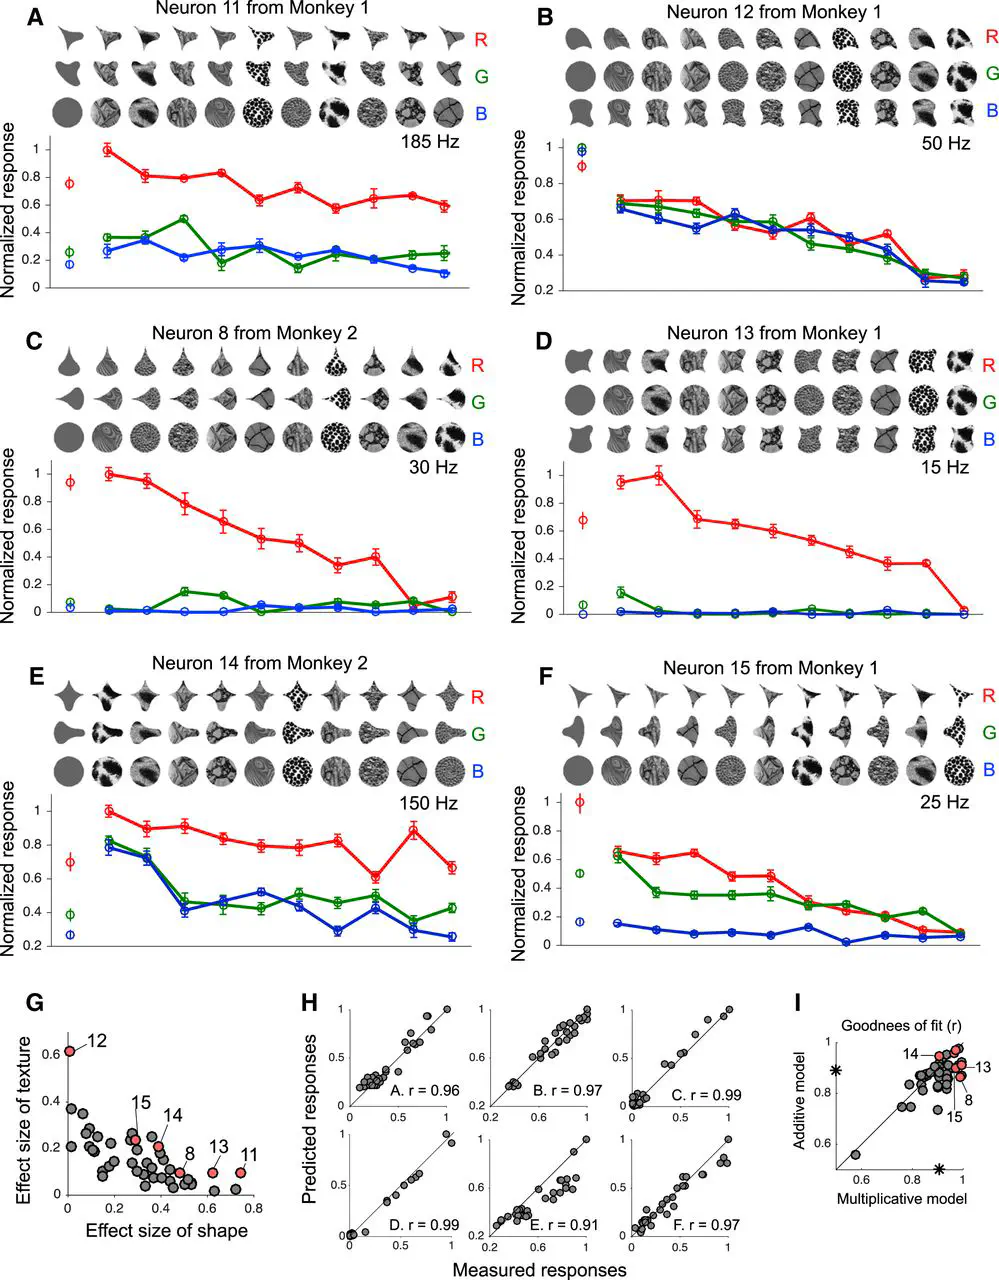 A
Neuron 11 from Monkey 1
R
G
B
185 Hz
Normalized response
1
0.8
0.6
0.4
0.2
0
B
Neuron 12 from Monkey 1
R
G
B
50 Hz
Normalized response
1
0.8
0.6
0.4
0.2
C
Neuron 8 from Monkey 2
R
G
B
30 Hz
Normalized response
1
0.8
0.6
0.4
0.2
0
D
Neuron 13 from Monkey 1
R
G
B
15 Hz
Normalized response
1
0.8
0.6
0.4
0.2
0
E
Neuron 14 from Monkey 2
R
G
B
150 Hz
Normalized response
1
0.8
0.6
0.4
0.2
F
Neuron 15 from Monkey 1
R
G
B
25 Hz
Normalized response
1
0.8
0.6
0.4
0.2
0
G
Effect size of texture
0.6
0.4
0.2
0
12
15
14
8
13
11
0
0.2
0.4
0.6
0.8
Effect size of shape
H
Predicted responses
1
0.5
0
A. r = 0.96
0
0.5
1
1
0.6
0.2
B. r = 0.97
0.2
0.6
1
1
0.5
0
C. r = 0.99
0
0.5
1
1
0.5
0
D. r = 0.99
0
0.5
1
1
0.6
0.2
E. r = 0.91
0.2
0.6
1
1
0.5
0
F. r = 0.97
0
0.5
1
Measured responses
I
Goodnees of fit (r)
Additive model
1
0.8
0.6
14
13
8
15
0.6
0.8
1
Multiplicative model